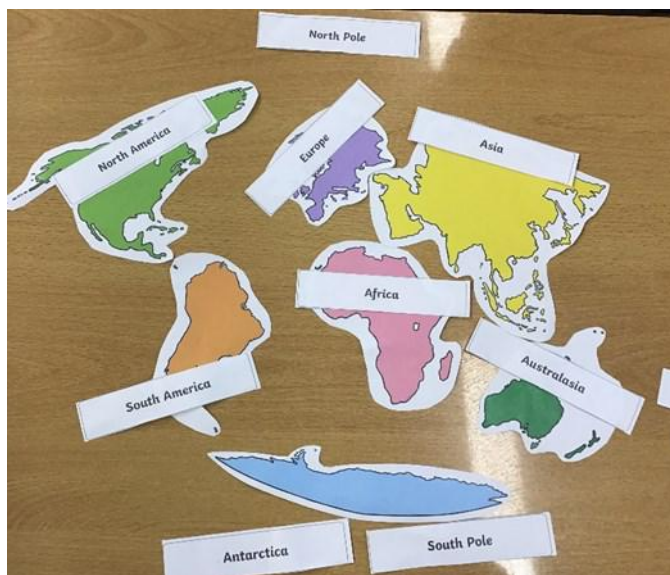 North Pole
North America
Europe
Asia
Africa
South America
Australasia
Antarctica
South Pole